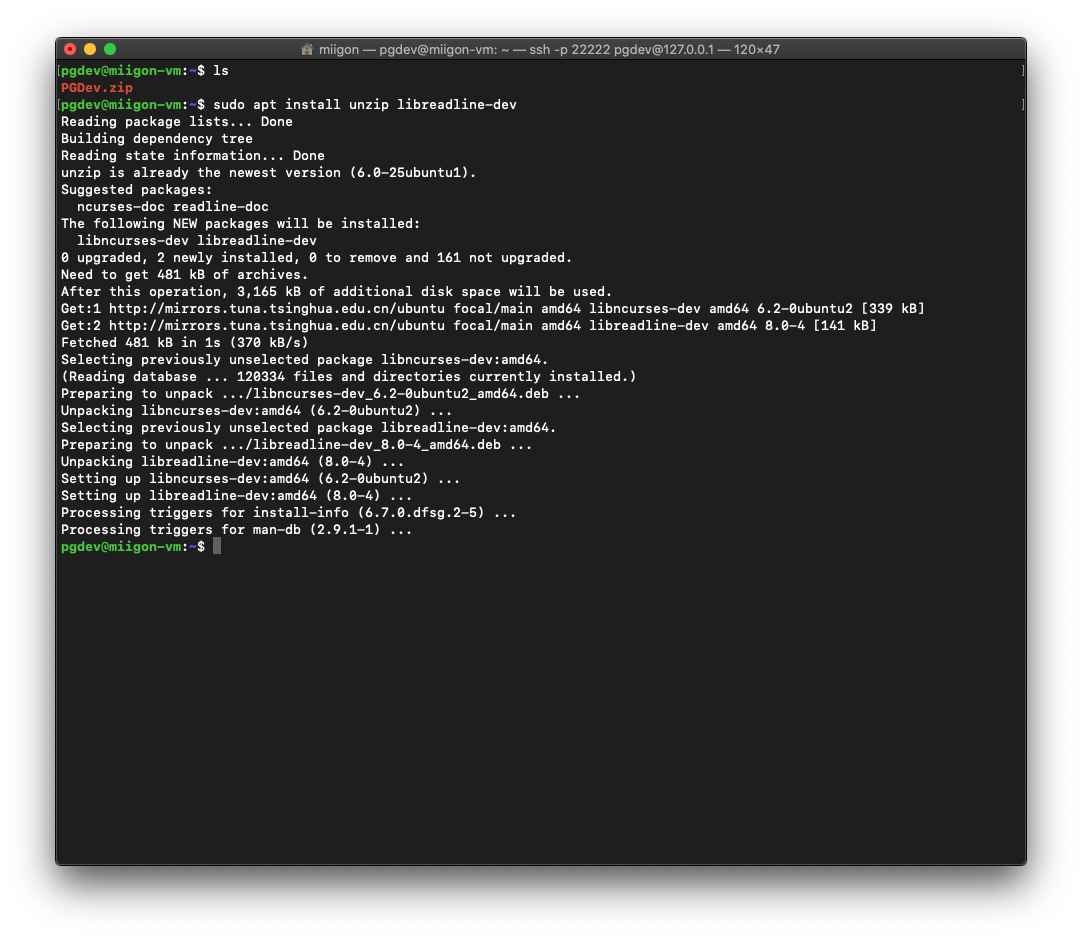 miigon — pgdev@miigon-vm: ~ — ssh -p 22222 pgdev@127.0.0.1 — 120×47
[pgdev@miigon-vm:~$ ls ]
PGDev.zip
[pgdev@miigon-vm:~$ sudo apt install unzip libreadline-dev ]
Reading package lists... Done
Building dependency tree
Reading state information... Done
unzip is already the newest version (6.0-25ubuntu1).
Suggested packages:
  ncurses-doc readline-doc
The following NEW packages will be installed:
  libncurses-dev libreadline-dev
0 upgraded, 2 newly installed, 0 to remove and 161 not upgraded.
Need to get 481 kB of archives.
After this operation, 3,165 kB of additional disk space will be used.
Get:1 http://mirrors.tuna.tsinghua.edu.cn/ubuntu focal/main amd64 libncurses-dev amd64 6.2-0ubuntu2 [339 kB]
Get:2 http://mirrors.tuna.tsinghua.edu.cn/ubuntu focal/main amd64 libreadline-dev amd64 8.0-4 [141 kB]
Fetched 481 kB in 1s (370 kB/s)
Selecting previously unselected package libncurses-dev:amd64.
(Reading database ... 120334 files and directories currently installed.)
Preparing to unpack .../libncurses-dev_6.2-0ubuntu2_amd64.deb ...
Unpacking libncurses-dev:amd64 (6.2-0ubuntu2) ...
Selecting previously unselected package libreadline-dev:amd64.
Preparing to unpack .../libreadline-dev_8.0-4_amd64.deb ...
Unpacking libreadline-dev:amd64 (8.0-4) ...
Setting up libncurses-dev:amd64 (6.2-0ubuntu2) ...
Setting up libreadline-dev:amd64 (8.0-4) ...
Processing triggers for install-info (6.7.0.dfsg.2-5) ...
Processing triggers for man-db (2.9.1-1) ...
pgdev@miigon-vm:~$